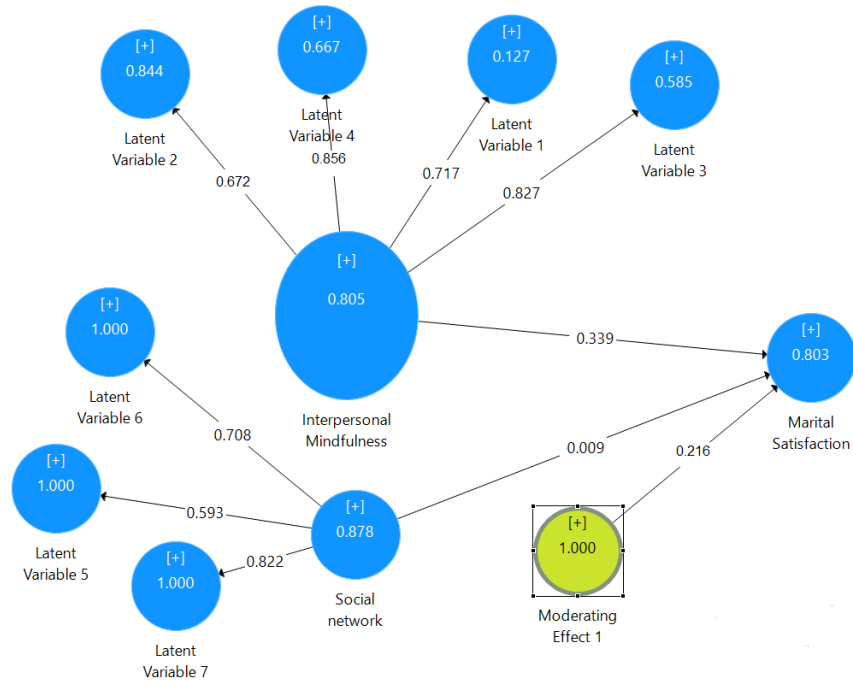 [+]
0.844
Latent
Variable 2
[+]
0.667
Latent
Variable 4
[+]
0.127
Latent
Variable 1
[+]
0.585
Latent
Variable 3
0.672
0.856
0.717
0.827
[+]
0.805
Interpersonal
Mindfulness
0.339
[+]
0.803
Marital
Satisfaction
[+]
1.000
Latent
Variable 6
0.708
0.009
0.216
[+]
1.000
Latent
Variable 5
0.593
[+]
0.878
Social
network
0.822
[+]
1.000
Latent
Variable 7
[+]
1.000
Moderating
Effect 1